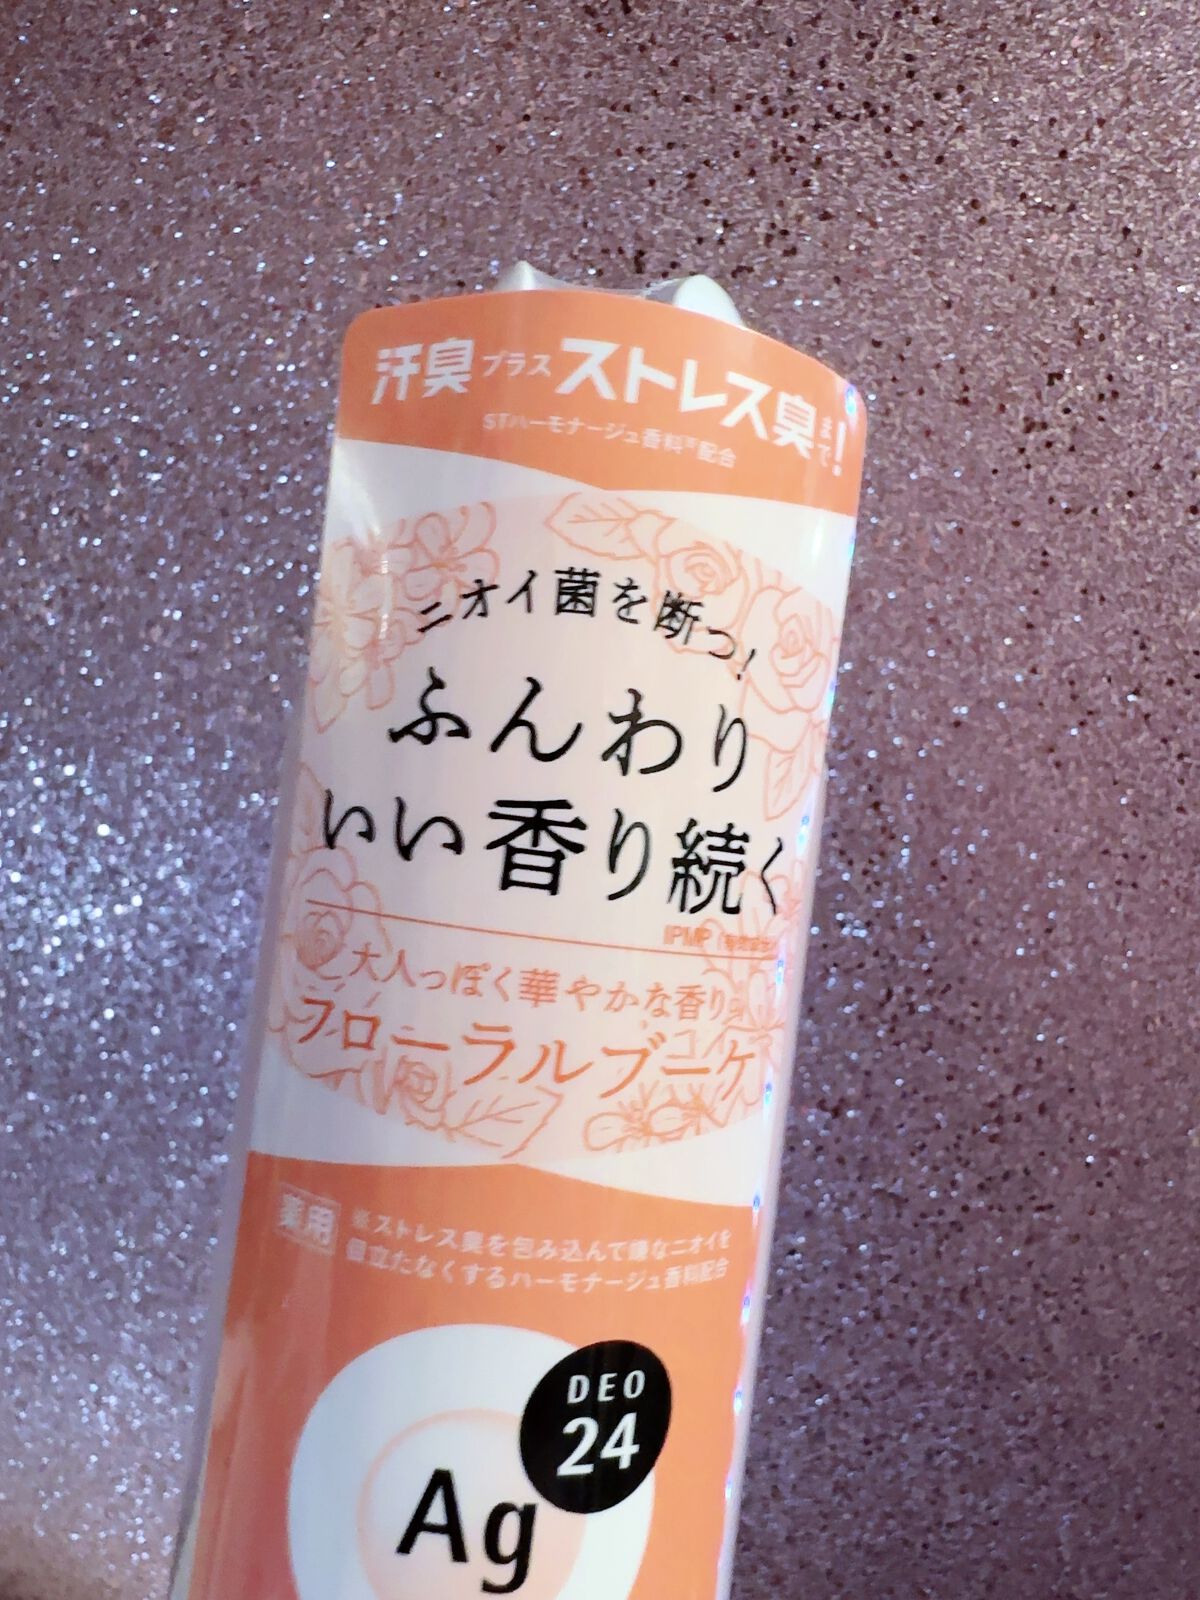 汗臭プラスストレス臭まで!
STハーモナージュ香料※配合
ニオイ菌を断つ!
ふんわり
いい香り続く
IPMP
大人っぽく華やかな香り
フローラルブーケ
薬用
※ストレス臭を包み込んで嫌なニオイを
目立たなくするハーモナージュ香料配合
DEO
24
Ag